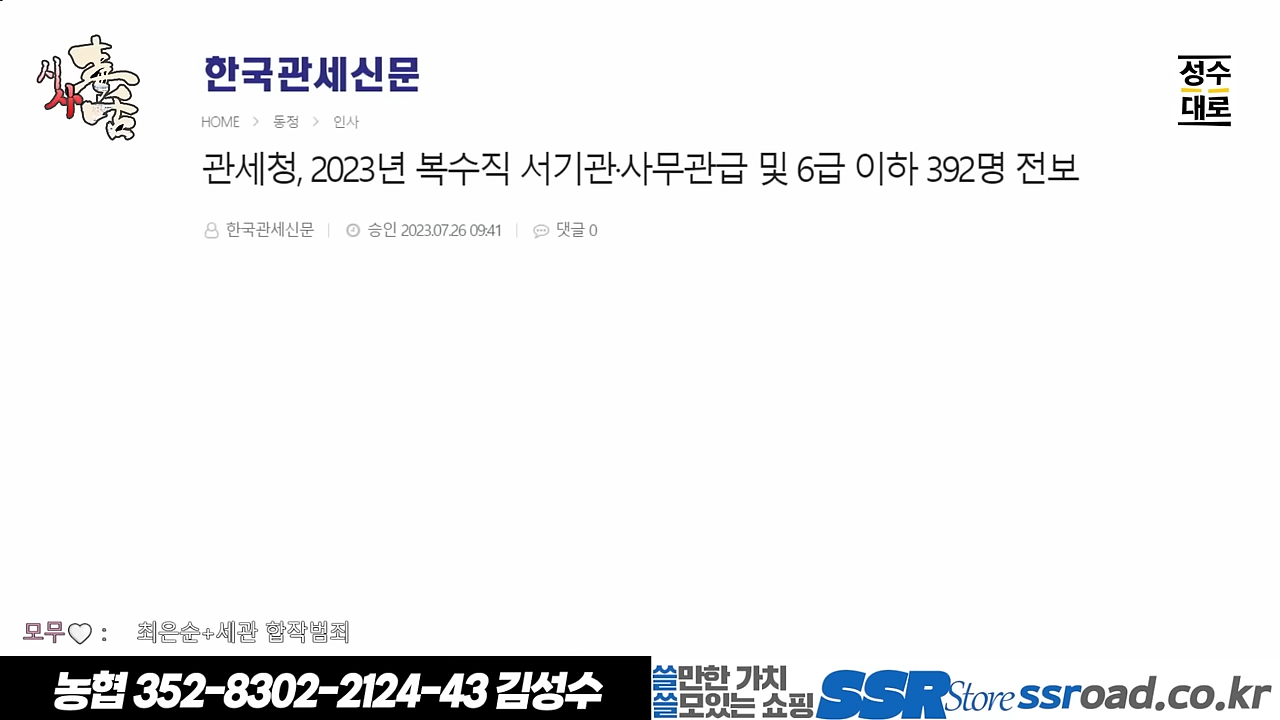 시사
성수
대로
한국관세신문
HOME > 동정 > 인사
관세청, 2023년 복수직 서기관·사무관급 및 6급 이하 392명 전보
한국관세신문 | 승인 2023.07.26 09:41 | 댓글 0
모무♡ : 최은순+세관 합작범죄
농협 352-8302-2124-43 김성수
쓸만한 가치
쓸모있는 쇼핑
SSR Store ssroad.co.kr